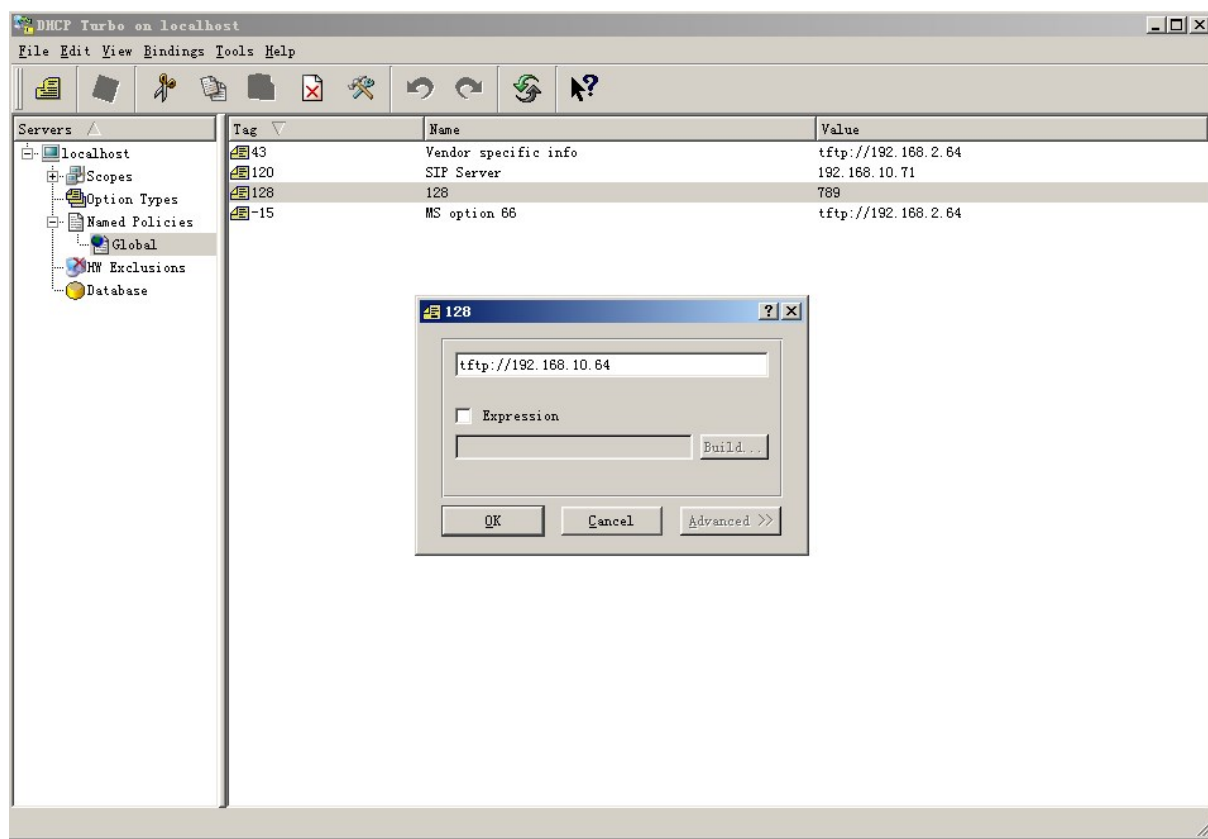 DHCP Turbo on localhost
File Edit View Bindings Tools Help
Servers Tag Name Value
localhost 43 Vendor specific info tftp://192.168.2.64
Scopes 120 SIP Server 192.168.10.71
Option Types 128 128 789
Named Policies -15 MS option 66 tftp://192.168.2.64
Global
HW Exclusions
Database
128
tftp://192.168.10.64
Expression
Build...
OK Cancel Advanced >>